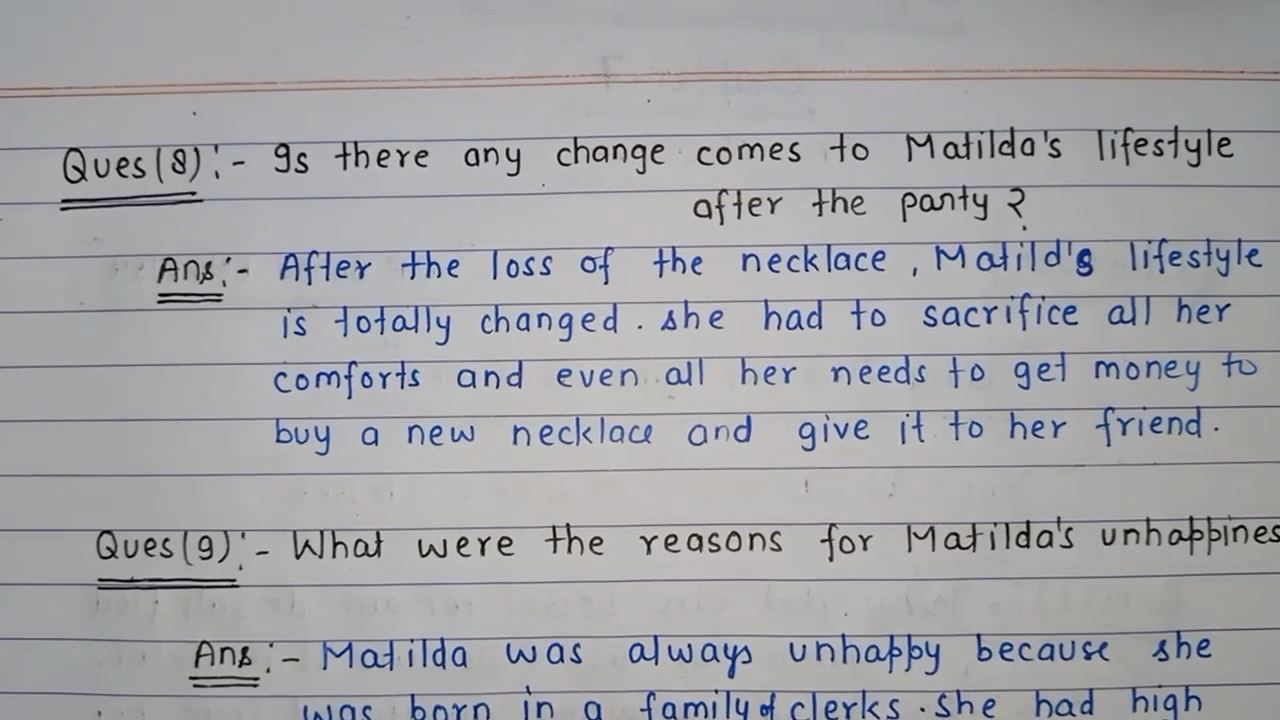 Ques(8):- Is there any change comes to Matilda's lifestyle
after the party?
Ans:- After the loss of the necklace, Matild's lifestyle
is totally changed. she had to sacrifice all her
comforts and even all her needs to get money to
buy a new necklace and give it to her friend.
Ques(9):- What were the reasons for Matilda's unhappines
Ans:- Matilda was always unhappy because she
was born in a family of clerks. she had high